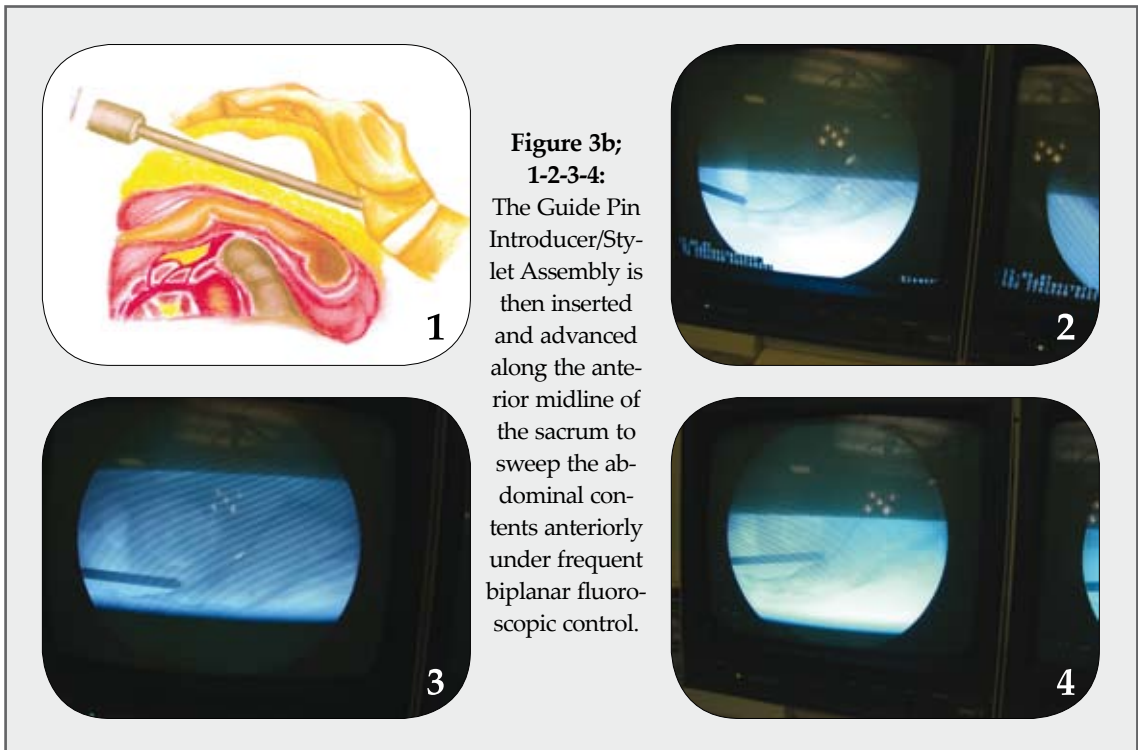 1
Figure 3b;
1-2-3-4:
The Guide Pin
Introducer/Sty-
let Assembly is
then inserted
and advanced
along the ante-
rior midline of
the sacrum to
sweep the ab-
dominal con-
tents anteriorly
under frequent
biplanar fluoro-
scopic control.
2
3
4